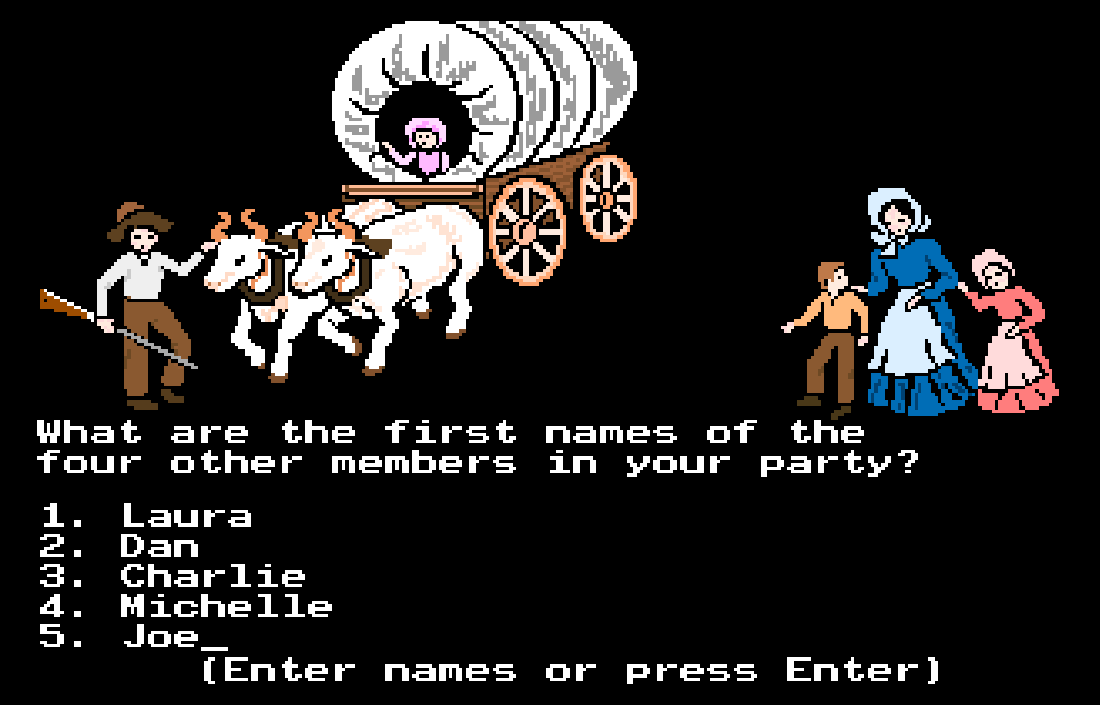 What are the first names of the
four other members in your party?
1. Laura
2. Dan
3. Charlie
4. Michelle
5. Joe_
(Enter names or press Enter)